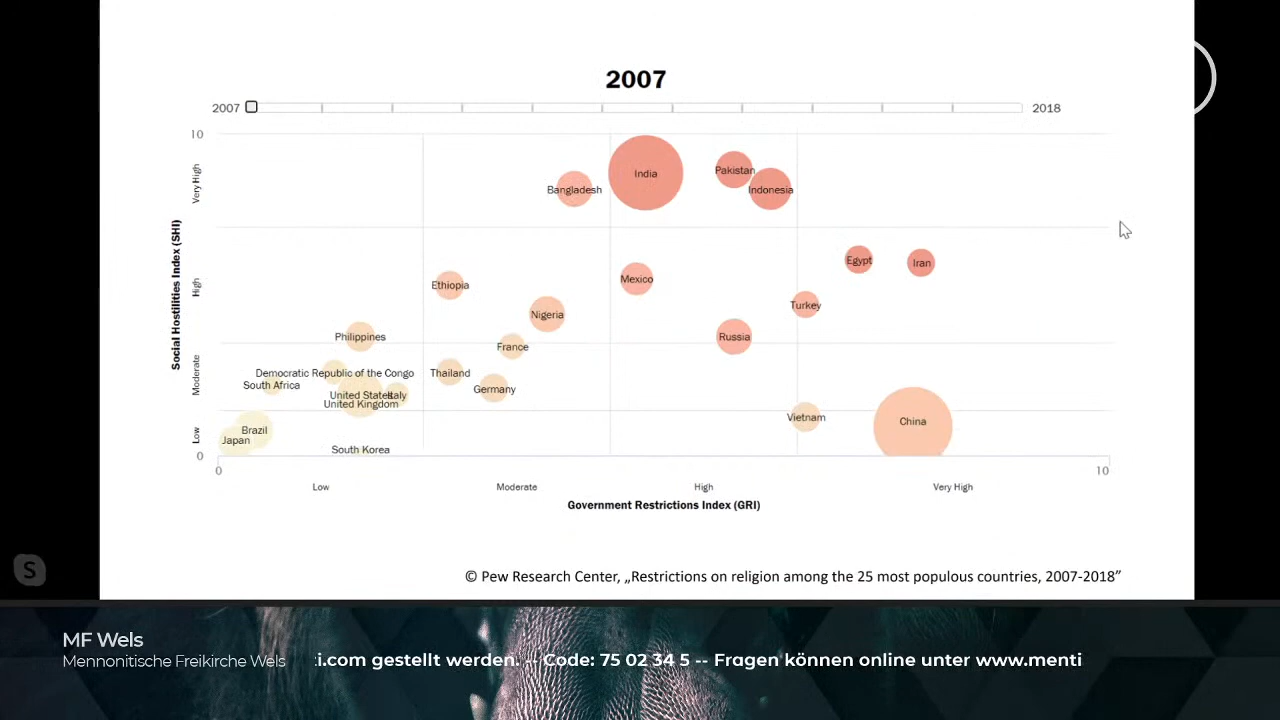 2007
2007
2018
10
Very High
High
Moderate
Low
0
Social Hostilities Index (SHI)
India
Pakistan
Bangladesh
Indonesia
Egypt
Iran
Mexico
Ethiopia
Turkey
Nigeria
Philippines
Russia
France
Democratic Republic of the Congo
Thailand
South Africa
Germany
United States
Italy
United Kingdom
Vietnam
China
Brazil
Japan
South Korea
0
10
Low
Moderate
High
Very High
Government Restrictions Index (GRI)
© Pew Research Center, „Restrictions on religion among the 25 most populous countries, 2007-2018”
S
MF Wels
Mennonitische Freikirche Wels
i.com gestellt werden. -- Code: 75 02 34 5 -- Fragen können online unter www.menti